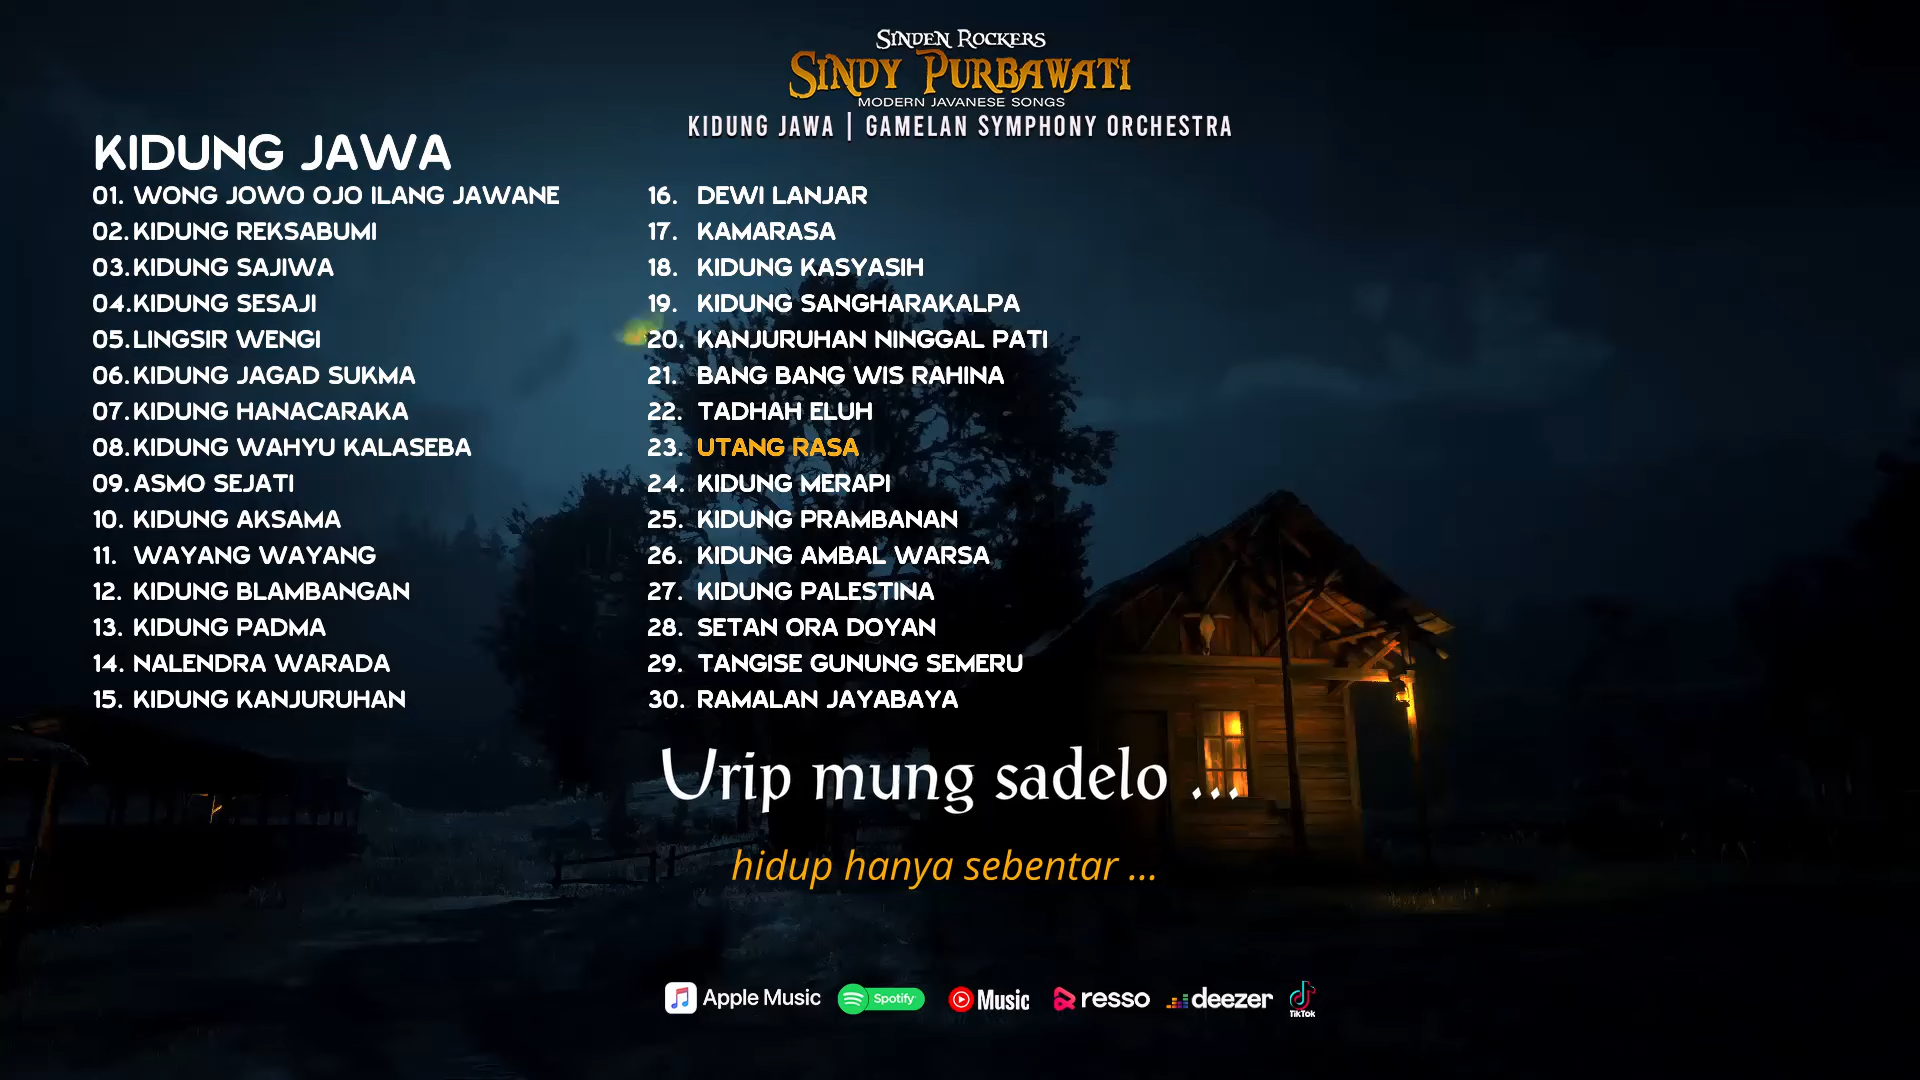 SINDEN ROCKERS
SINDY PURBAWATI
MODERN JAVANESE SONGS
KIDUNG JAWA | GAMELAN SYMPHONY ORCHESTRA
KIDUNG JAWA
01. WONG JOWO OJO ILANG JAWANE
02. KIDUNG REKSABUMI
03. KIDUNG SAJIWA
04. KIDUNG SESAJI
05. LINGSIR WENGI
06. KIDUNG JAGAD SUKMA
07. KIDUNG HANACARAKA
08. KIDUNG WAHYU KALASEBA
09. ASMO SEJATI
10. KIDUNG AKSAMA
11. WAYANG WAYANG
12. KIDUNG BLAMBANGAN
13. KIDUNG PADMA
14. NALENDRA WARADA
15. KIDUNG KANJURUHAN
16. DEWI LANJAR
17. KAMARASA
18. KIDUNG KASYASIH
19. KIDUNG SANGHARAKALPA
20. KANJURUHAN NINGGAL PATI
21. BANG BANG WIS RAHINA
22. TADHAH ELUH
23. UTANG RASA
24. KIDUNG MERAPI
25. KIDUNG PRAMBANAN
26. KIDUNG AMBAL WARSA
27. KIDUNG PALESTINA
28. SETAN ORA DOYAN
29. TANGISE GUNUNG SEMERU
30. RAMALAN JAYABAYA
Urip mung sadelo ...
hidup hanya sebentar ...
Apple Music Spotify Music resso deezer TikTok